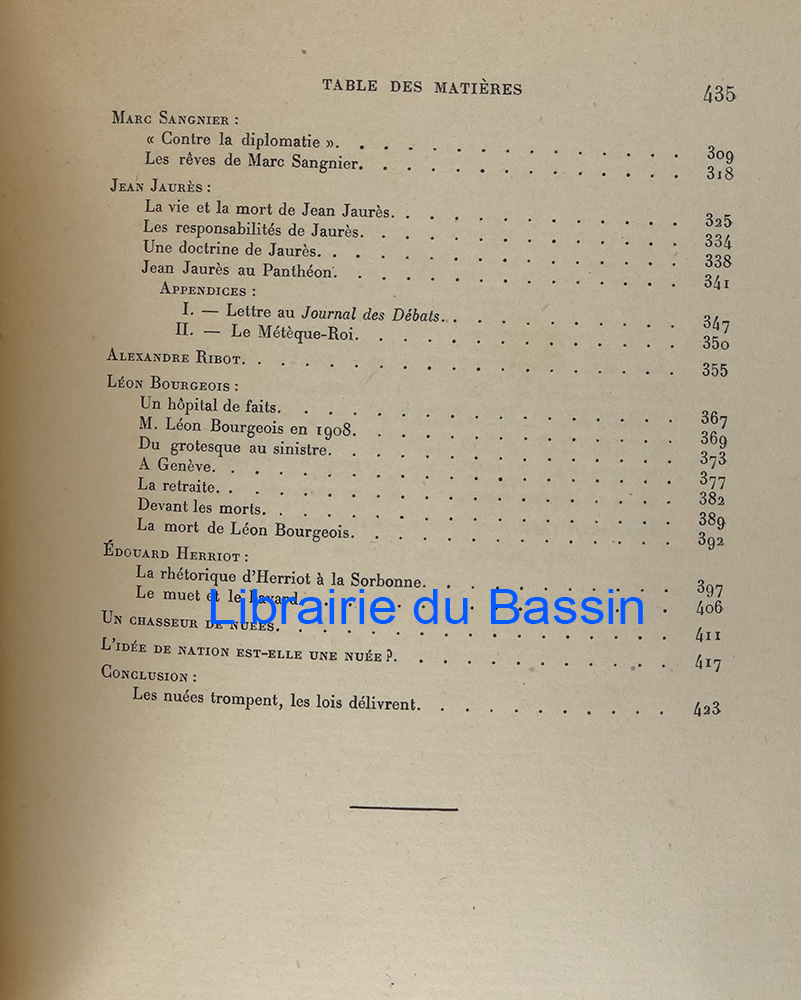 TABLE DES MATIÈRES 435
MARC SANGNIER :
« Contre la diplomatie ». . . . . . . . . . . . . . . 309
Les rêves de Marc Sangnier. . . . . . . . . . . . . . 318
JEAN JAURÈS :
La vie et la mort de Jean Jaurès. . . . . . . . . . . . 325
Les responsabilités de Jaurès. . . . . . . . . . . . . 334
Une doctrine de Jaurès. . . . . . . . . . . . . . . . 338
Jean Jaurès au Panthéon. . . . . . . . . . . . . . . 341
APPENDICES :
I. — Lettre au Journal des Débats. . . . . . . . . . . 347
II. — Le Métèque-Roi. . . . . . . . . . . . . . . 350
ALEXANDRE RIBOT. . . . . . . . . . . . . . . . . . 355
LÉON BOURGEOIS :
Un hôpital de faits. . . . . . . . . . . . . . . . . 367
M. Léon Bourgeois en 1908. . . . . . . . . . . . . . 369
Du grotesque au sinistre. . . . . . . . . . . . . . . 373
A Genève. . . . . . . . . . . . . . . . . . . . 377
La retraite. . . . . . . . . . . . . . . . . . . . 382
Devant les morts. . . . . . . . . . . . . . . . . . 389
La mort de Léon Bourgeois. . . . . . . . . . . . . . 392
ÉDOUARD HERRIOT :
La rhétorique d'Herriot à la Sorbonne. . . . . . . . . . 397
Le muet et le bavard. . . . . . . . . . . . . . . . 406
Librairie du Bassin
UN CHASSEUR DE NUÉES. . . . . . . . . . . . . . . . 411
L'IDÉE DE NATION EST-ELLE UNE NUÉE ?. . . . . . . . . . . 417
CONCLUSION :
Les nuées trompent, les lois délivrent. . . . . . . . . . 423